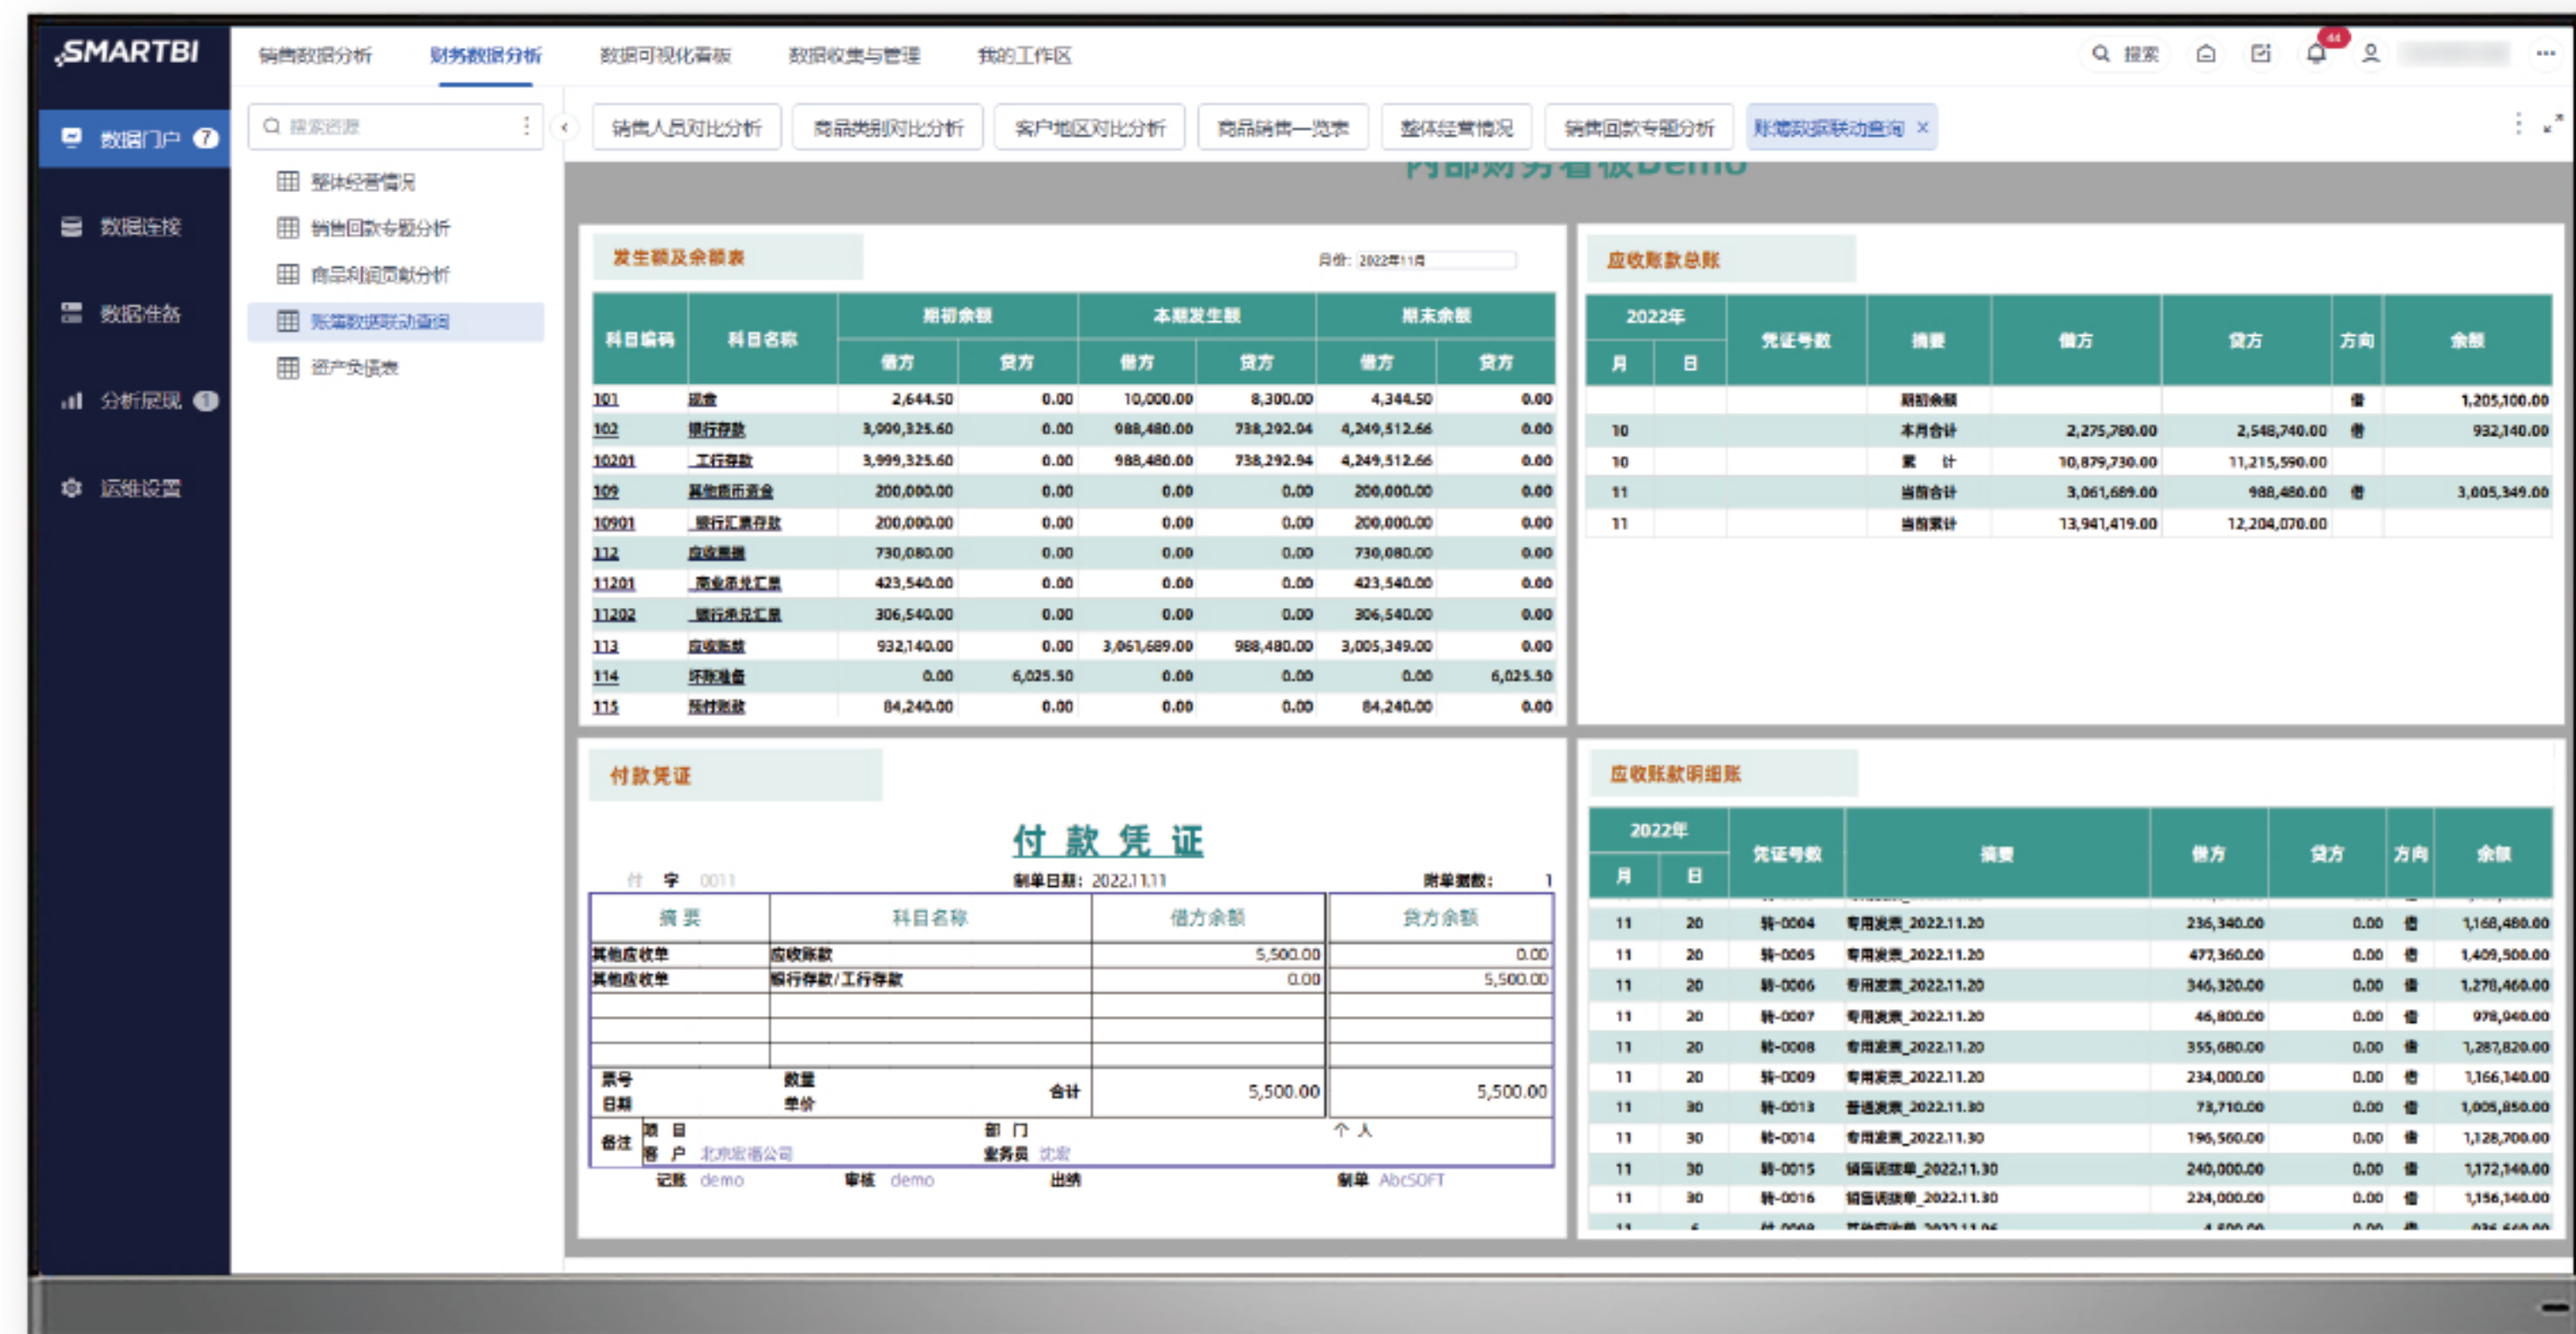 SMARTBI
销售数据分析 财务数据分析 数据可视化看板 数据收集与管理 我的工作区 搜索 44
数据门户 7
数据连接
数据准备
分析展现 1
运维设置
搜索资源
整体经营情况
销售回款专题分析
商品利润贡献分析
账簿数据联动查询
资产负债表
销售人员对比分析 商品类别对比分析 客户地区对比分析 商品销售一览表 整体经营情况 销售回款专题分析 账簿数据联动查询 ×
内部财务看板Demo
发生额及余额表 月份: 2022年11月
科目编码 科目名称 期初余额 本期发生额 期末余额
借方 贷方 借方 贷方 借方 贷方
101 现金 2,644.50 0.00 10,000.00 8,300.00 4,344.50 0.00
102 银行存款 3,999,325.60 0.00 988,480.00 738,292.94 4,249,512.66 0.00
10201 工行存款 3,999,325.60 0.00 988,480.00 738,292.94 4,249,512.66 0.00
109 其他货币资金 200,000.00 0.00 0.00 0.00 200,000.00 0.00
10901 银行汇票存款 200,000.00 0.00 0.00 0.00 200,000.00 0.00
112 应收票据 730,080.00 0.00 0.00 0.00 730,080.00 0.00
11201 商业承兑汇票 423,540.00 0.00 0.00 0.00 423,540.00 0.00
11202 银行承兑汇票 306,540.00 0.00 0.00 0.00 306,540.00 0.00
113 应收账款 932,140.00 0.00 3,061,689.00 988,480.00 3,005,349.00 0.00
114 坏账准备 0.00 6,025.50 0.00 0.00 0.00 6,025.50
115 预付账款 84,240.00 0.00 0.00 0.00 84,240.00 0.00
应收账款总账
2022年 凭证号数 摘要 借方 贷方 方向 余额
月 日
期初余额 借 1,205,100.00
10 本月合计 2,275,780.00 2,548,740.00 借 932,140.00
10 累 计 10,879,730.00 11,215,590.00
11 当前合计 3,061,689.00 988,480.00 借 3,005,349.00
11 当前累计 13,941,419.00 12,204,070.00
付款凭证
付 款 凭 证
付 字 0011 制单日期: 2022.11.11 附单据数: 1
摘 要 科目名称 借方余额 贷方余额
其他应收单 应收账款 5,500.00 0.00
其他应收单 银行存款/工行存款 0.00 5,500.00
票号 数量 合计 5,500.00 5,500.00
日期 单价
备注 项 目 部 门 个 人
客 户 北京宏福公司 业务员 沈宏
记账 demo 审核 demo 出纳 制单 AbcSOFT
应收账款明细账
2022年 凭证号数 摘要 借方 贷方 方向 余额
月 日
11 20 转-0004 专用发票_2022.11.20 236,340.00 0.00 借 1,168,480.00
11 20 转-0005 专用发票_2022.11.20 477,360.00 0.00 借 1,409,500.00
11 20 转-0006 专用发票_2022.11.20 346,320.00 0.00 借 1,278,460.00
11 20 转-0007 专用发票_2022.11.20 46,800.00 0.00 借 978,940.00
11 20 转-0008 专用发票_2022.11.20 355,680.00 0.00 借 1,287,820.00
11 20 转-0009 专用发票_2022.11.20 234,000.00 0.00 借 1,166,140.00
11 30 转-0013 普通发票_2022.11.30 73,710.00 0.00 借 1,005,850.00
11 30 转-0014 专用发票_2022.11.30 196,560.00 0.00 借 1,128,700.00
11 30 转-0015 销售调拨单_2022.11.30 240,000.00 0.00 借 1,172,140.00
11 30 转-0016 销售调拨单_2022.11.30 224,000.00 0.00 借 1,156,140.00